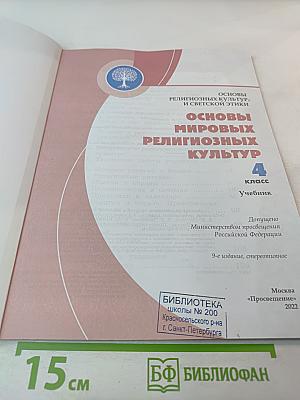 ОСНОВЫ
РЕЛИГИОЗНЫХ КУЛЬТУР
И СВЕТСКОЙ ЭТИКИ
ОСНОВЫ
МИРОВЫХ
РЕЛИГИОЗНЫХ
КУЛЬТУР
4
класс
Учебник
Допущено
Министерством просвещения
Российской Федерации
9-е издание, стереотипное
Москва
«Просвещение»
2022
БИБЛИОТЕКА
школы № 200
Красносельского р-на
г. Санкт-Петербурга
15 см
БФ БИБЛИОФАН